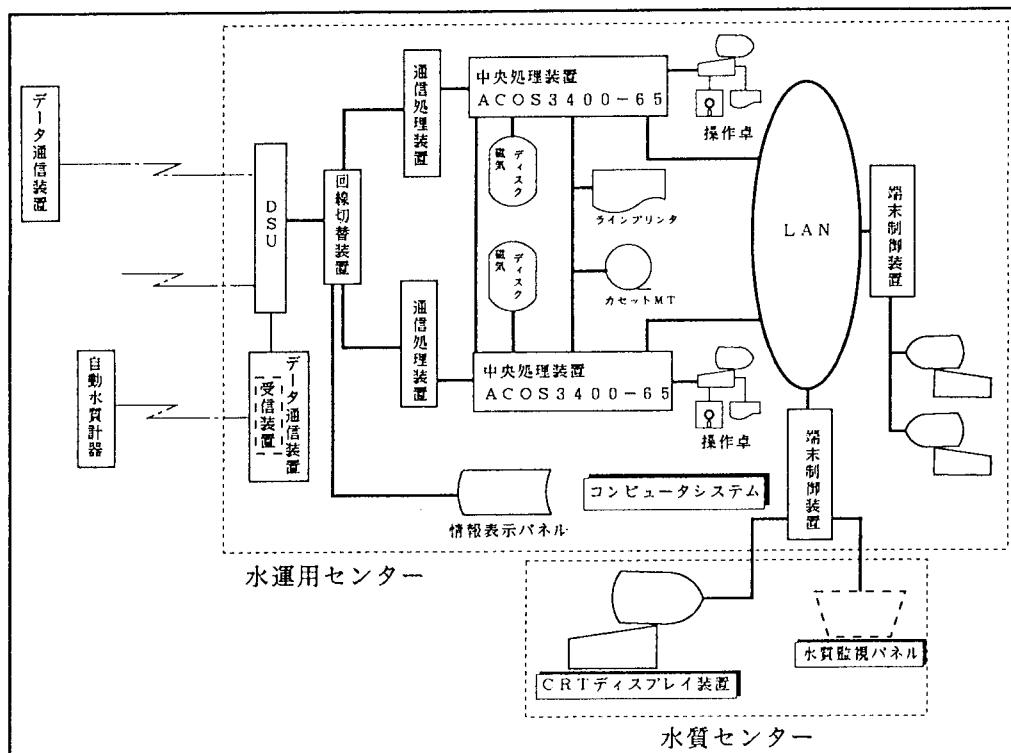 データ通信装置
自動水質計器
DSU
データ通信装置
受信装置
回線切替装置
通信処理装置
通信処理装置
中央処理装置
ACOS3400-65
磁気ディスク
ラインプリンタ
磁気ディスク
カセットMT
中央処理装置
ACOS3400-65
操作卓
操作卓
LAN
端末制御装置
端末制御装置
情報表示パネル
コンピュータシステム
水運用センター
CRTディスプレイ装置
水質監視パネル
水質センター